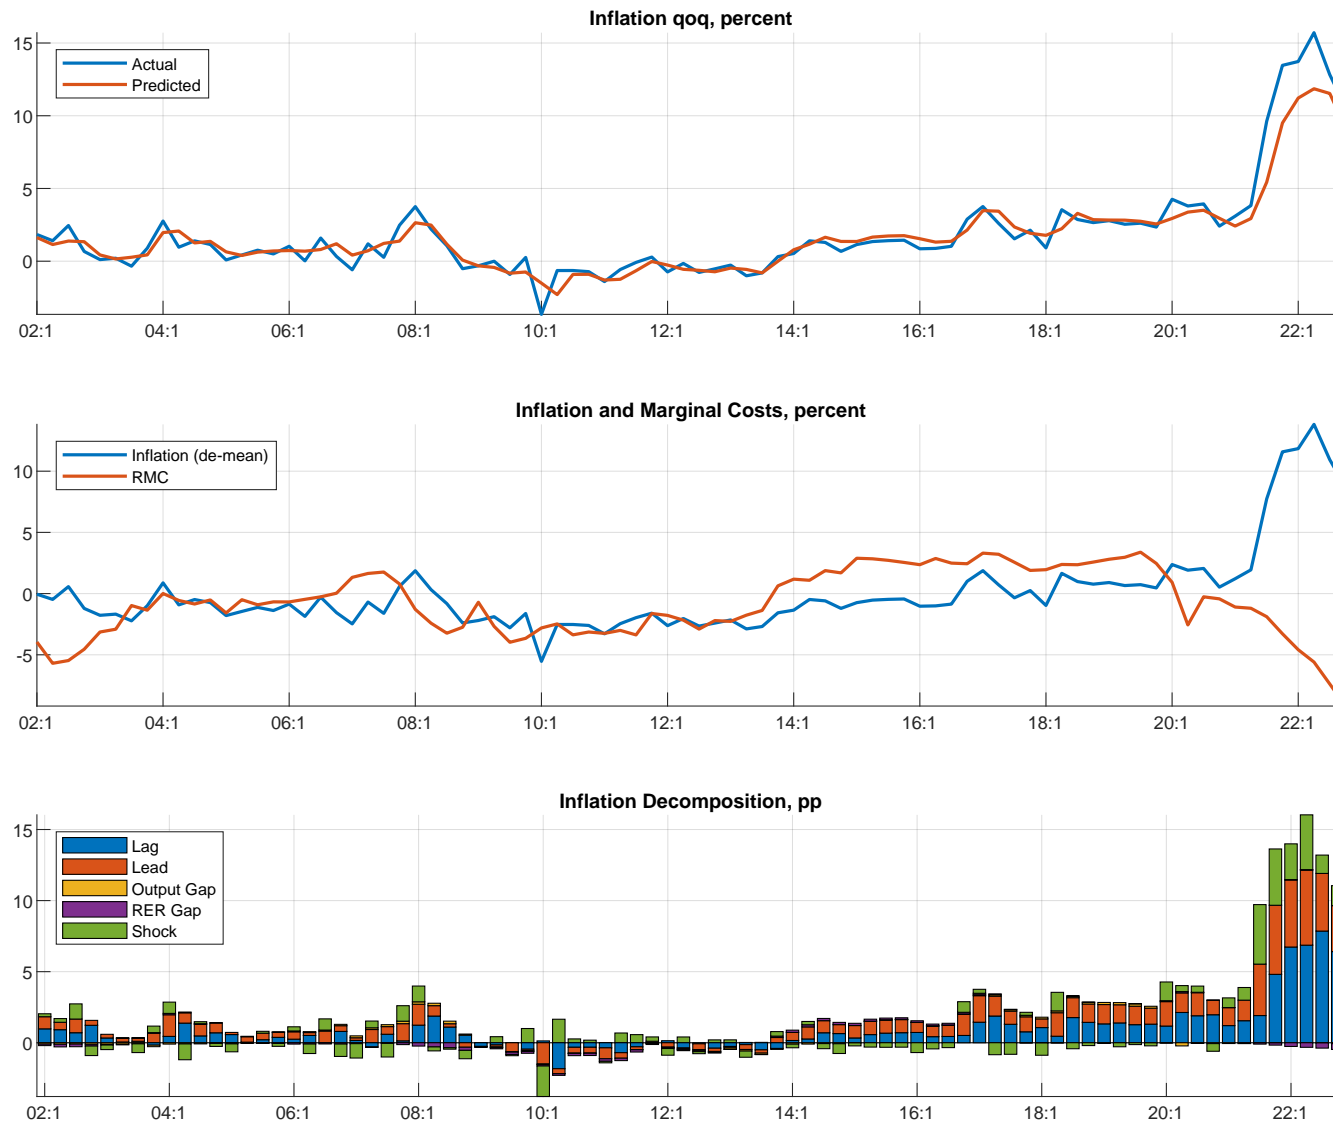 Inflation qoq, percent
15
10
5
0
Actual
Predicted
02:1 04:1 06:1 08:1 10:1 12:1 14:1 16:1 18:1 20:1 22:1
Inflation and Marginal Costs, percent
10
5
0
-5
Inflation (de-mean)
RMC
02:1 04:1 06:1 08:1 10:1 12:1 14:1 16:1 18:1 20:1 22:1
Inflation Decomposition, pp
15
10
5
0
Lag
Lead
Output Gap
RER Gap
Shock
02:1 04:1 06:1 08:1 10:1 12:1 14:1 16:1 18:1 20:1 22:1